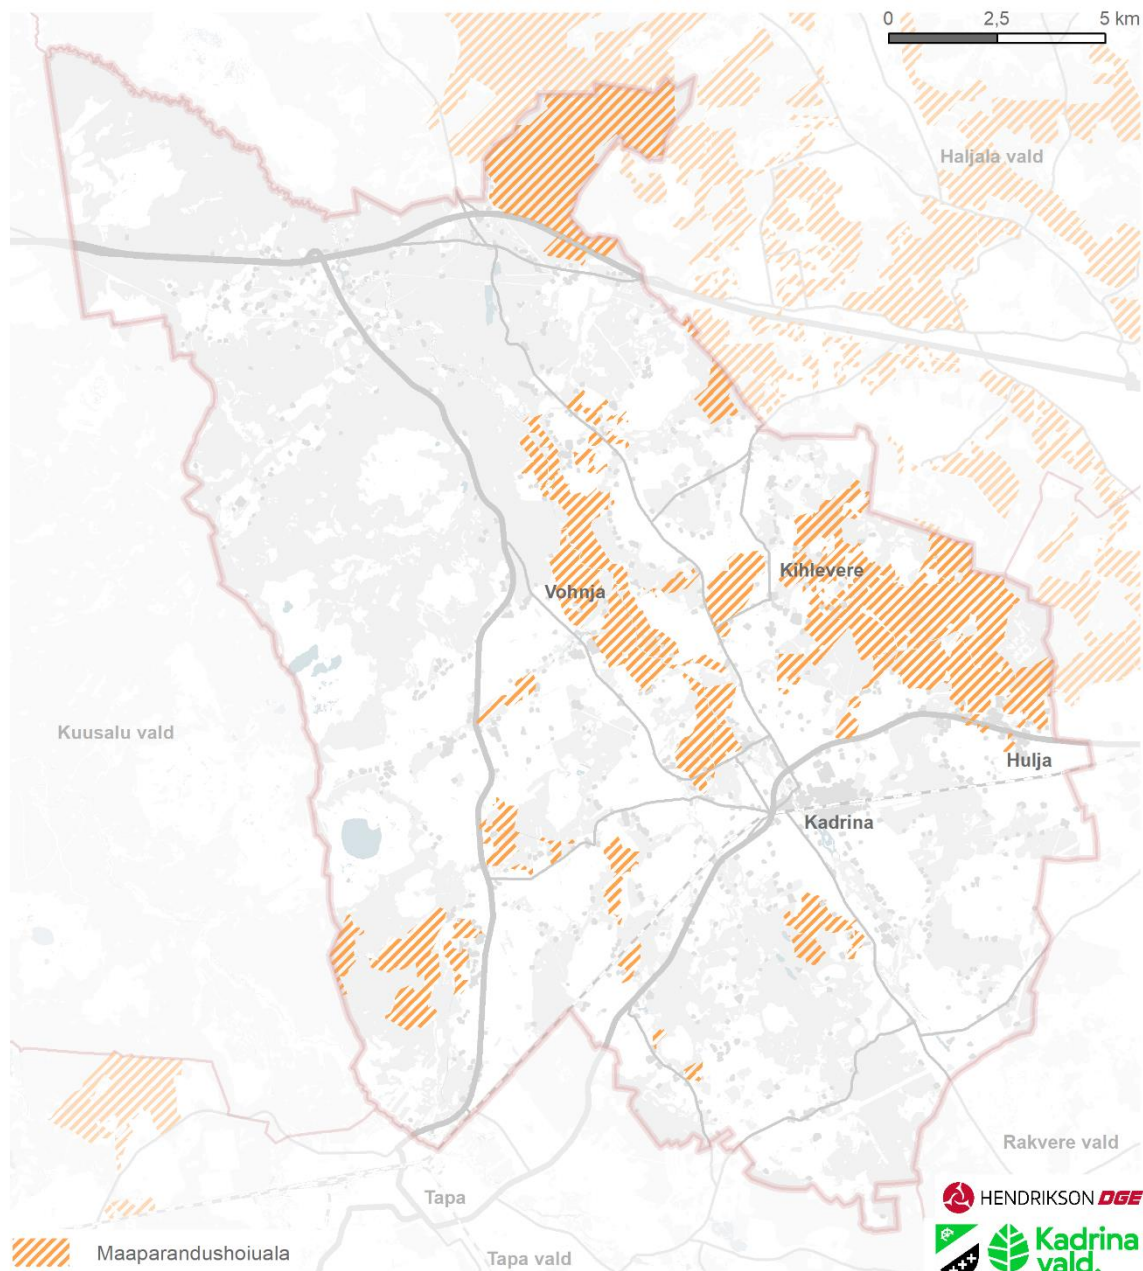 0 2,5 5 km
Haljala vald
Kihlevere
Vohnja
Kuusalu vald
Hulja
Kadrina
Rakvere vald
Tapa
HENDRIKSON DGE
Maaparandushoiuala
Tapa vald
Kadrina
vald.